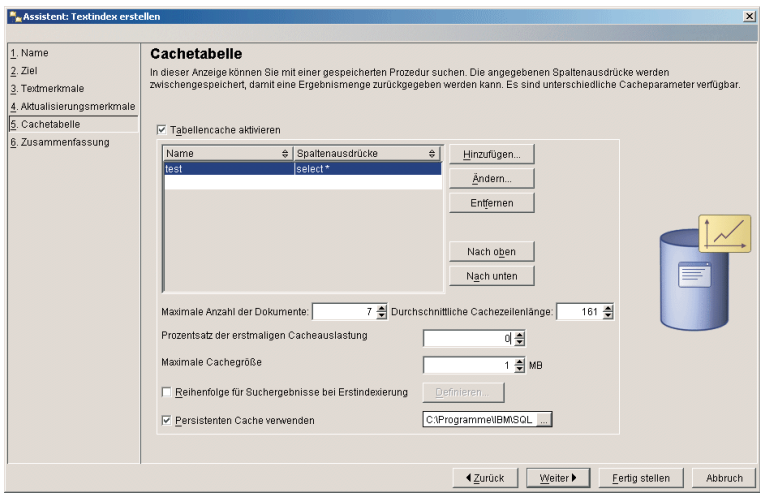 Assistent: Textindex erstellen
1. Name
2. Ziel
3. Textmerkmale
4. Aktualisierungsmerkmale
5. Cachetabelle
6. Zusammenfassung
Cachetabelle
In dieser Anzeige können Sie mit einer gespeicherten Prozedur suchen. Die angegebenen Spaltenausdrücke werden
zwischengespeichert, damit eine Ergebnismenge zurückgegeben werden kann. Es sind unterschiedliche Cacheparameter verfügbar.
Tabellencache aktivieren
Name Spaltenausdrücke
test select *
Hinzufügen...
Ändern...
Entfernen
Nach oben
Nach unten
Maximale Anzahl der Dokumente: 7 Durchschnittliche Cachezeilenlänge: 161
Prozentsatz der erstmaligen Cacheauslastung 0
Maximale Cachegröße 1 MB
Reihenfolge für Suchergebnisse bei Erstindexierung Definieren...
Persistenten Cache verwenden C:\Programme\IBM\SQL ...
Zurück Weiter Fertig stellen Abbruch